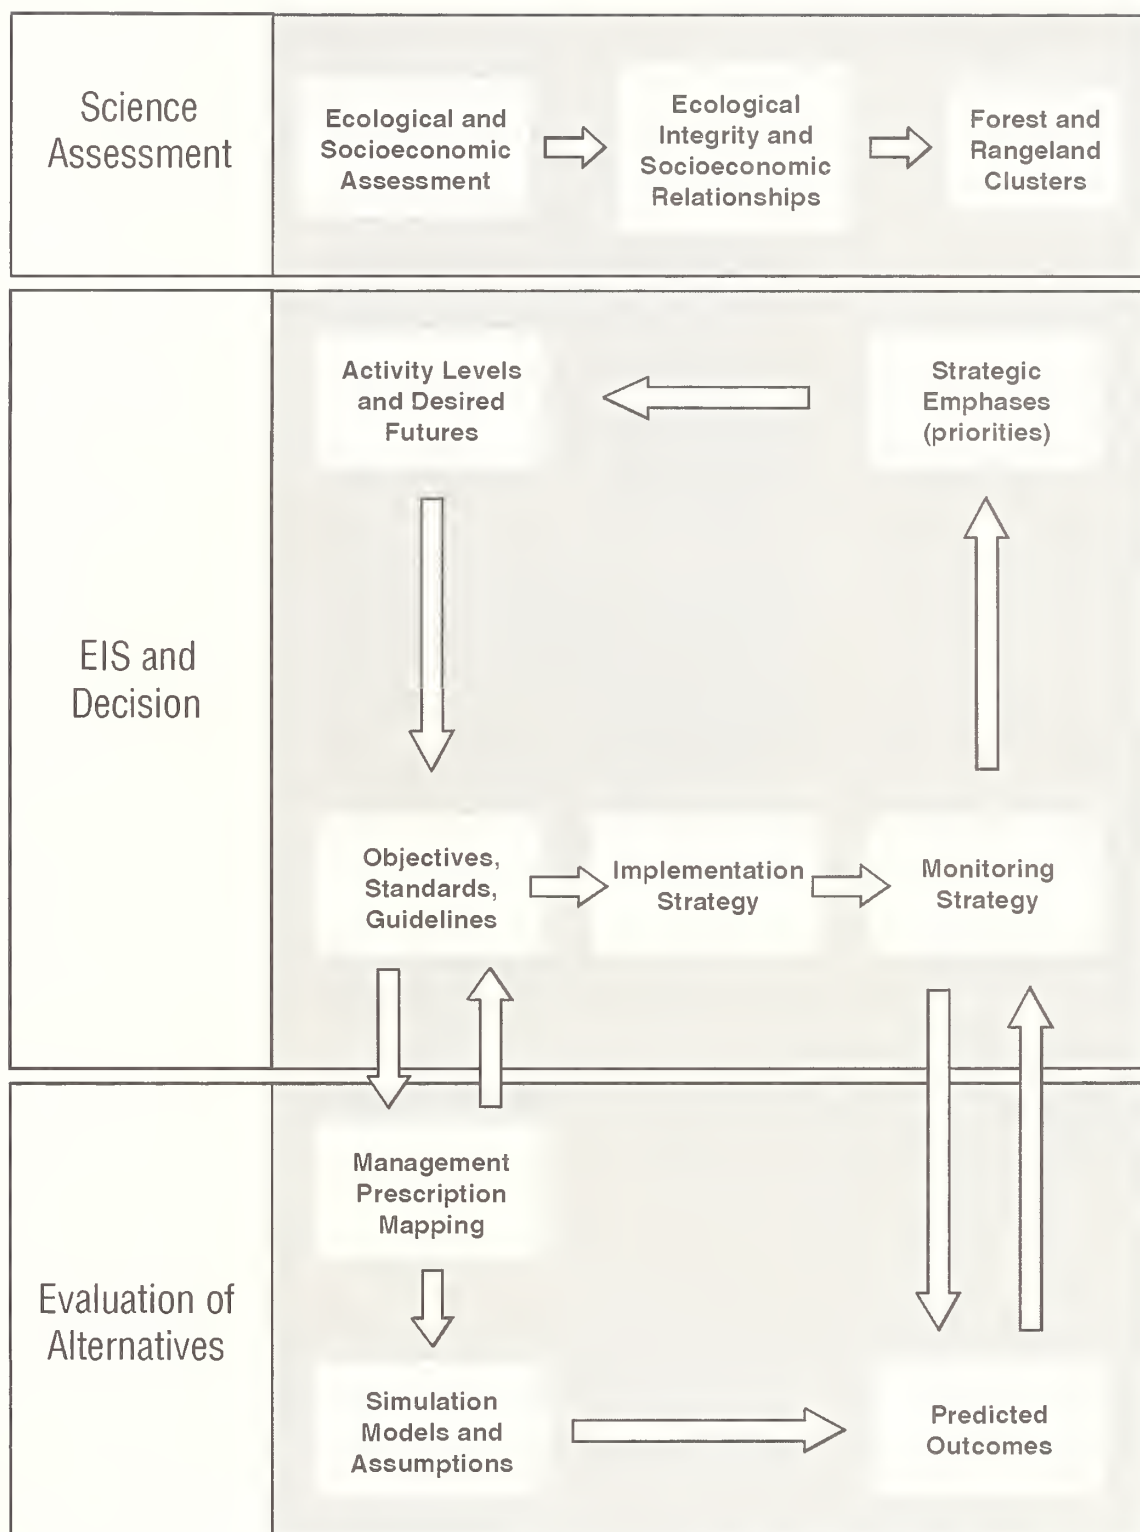 Science
Assessment
Ecological and
Socioeconomic
Assessment
Ecological
Integrity and
Socioeconomic
Relationships
Forest and
Rangeland
Clusters
EIS and
Decision
Activity Levels
and Desired
Futures
Strategic
Emphases
(priorities)
Objectives,
Standards,
Guidelines
Implementation
Strategy
Monitoring
Strategy
Evaluation of
Alternatives
Management
Prescription
Mapping
Simulation
Models and
Assumptions
Predicted
Outcomes